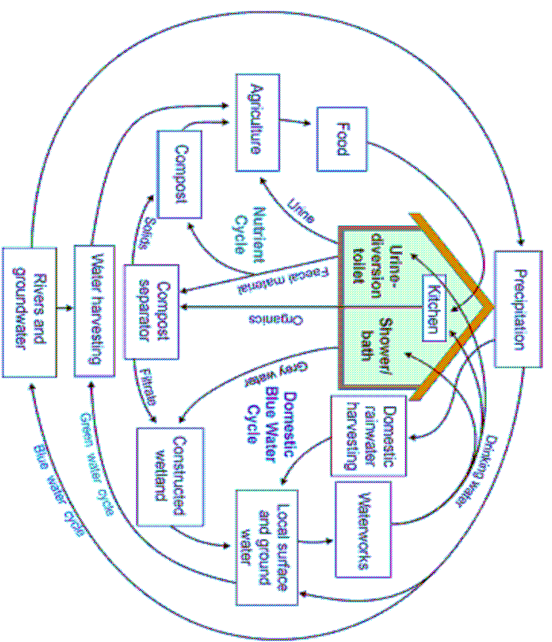 Precipitation
Food
Agriculture
Compost
Urine
Nutrient
Cycle
Kitchen
Urine-
diversion
toilet
Shower/
bath
Faecal material
Organics
Solids
Compost
separator
Filtrate
Grey water
Domestic
Blue Water
Cycle
Domestic
rainwater
harvesting
Drinking water
Waterworks
Constructed
wetland
Local surface
and ground
water
Water harvesting
Rivers and
groundwater
Green water cycle
Blue water cycle